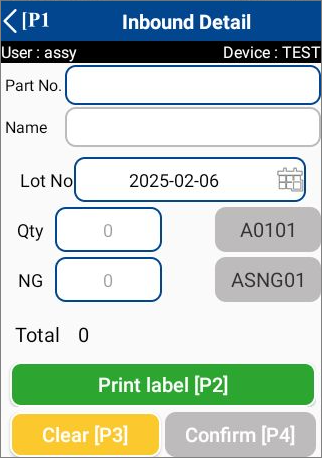 [P1 Inbound Detail
User : assy Device : TEST
Part No.
Name
Lot No 2025-02-06
Qty 0 A0101
NG 0 ASNG01
Total 0
Print label [P2]
Clear [P3] Confirm [P4]